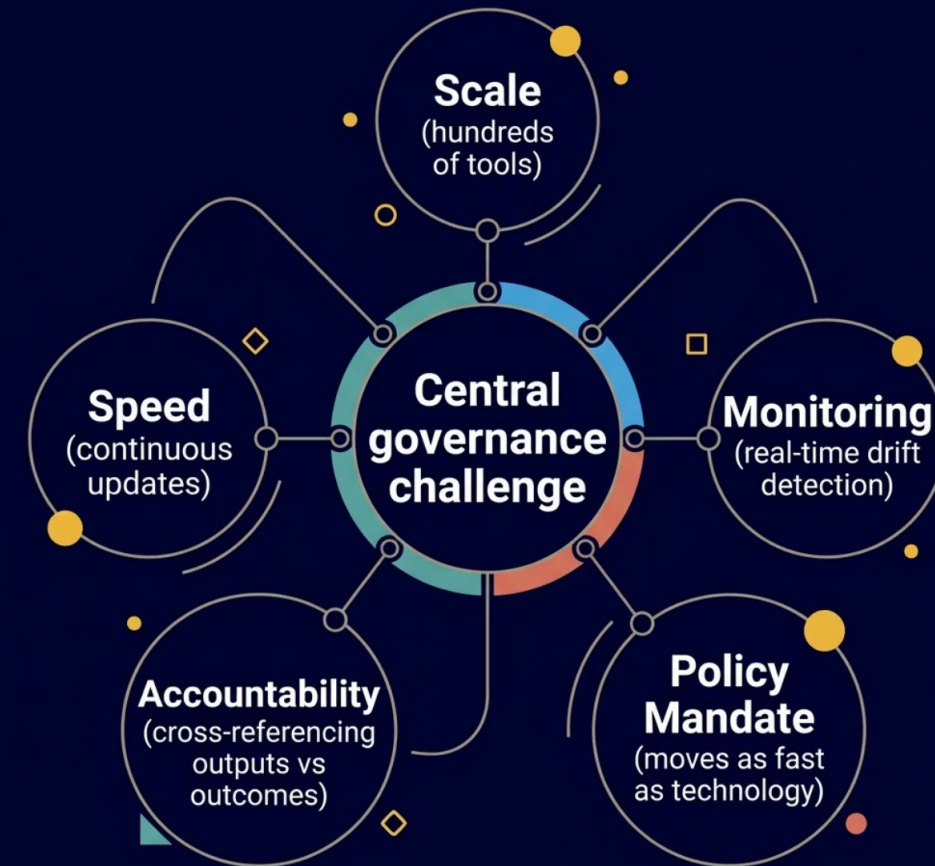 Scale
(hundreds
of tools)
Speed
(continuous
updates)
Central
governance
challenge
Monitoring
(real-time drift
detection)
Accountability
(cross-referencing
outputs vs
outcomes)
Policy
Mandate
(moves as fast
as technology)